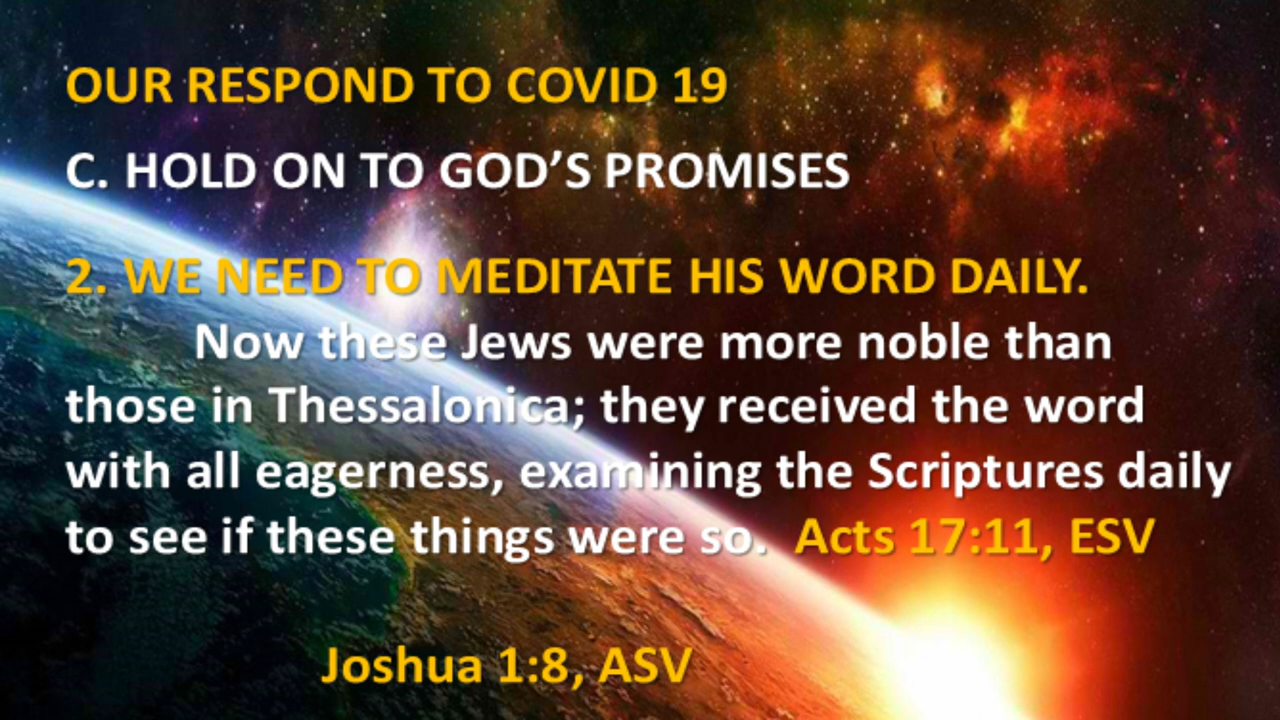 OUR RESPOND TO COVID 19
C. HOLD ON TO GOD’S PROMISES
2. WE NEED TO MEDITATE HIS WORD DAILY.
Now these Jews were more noble than
those in Thessalonica; they received the word
with all eagerness, examining the Scriptures daily
to see if these things were so. Acts 17:11, ESV
Joshua 1:8, ASV